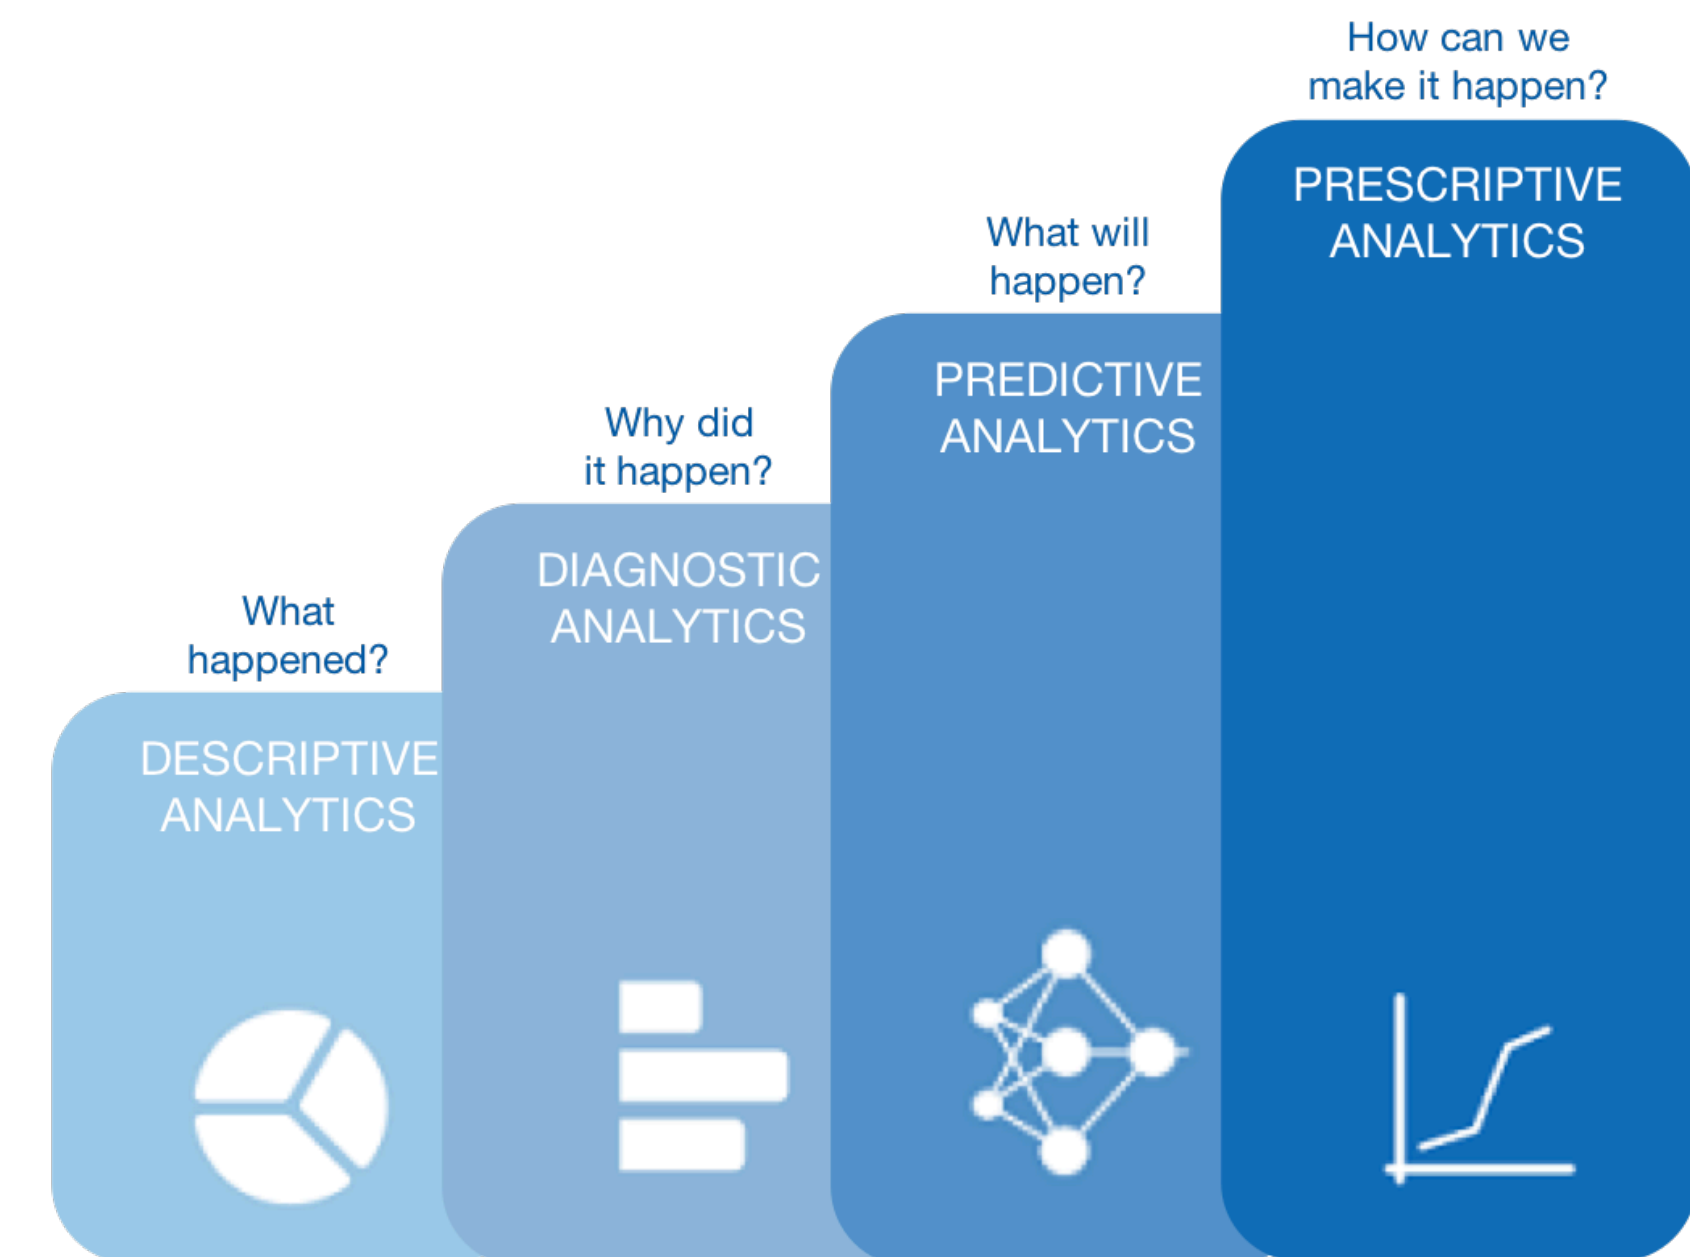 What
happened?
DESCRIPTIVE
ANALYTICS
Why did
it happen?
DIAGNOSTIC
ANALYTICS
What will
happen?
PREDICTIVE
ANALYTICS
How can we
make it happen?
PRESCRIPTIVE
ANALYTICS